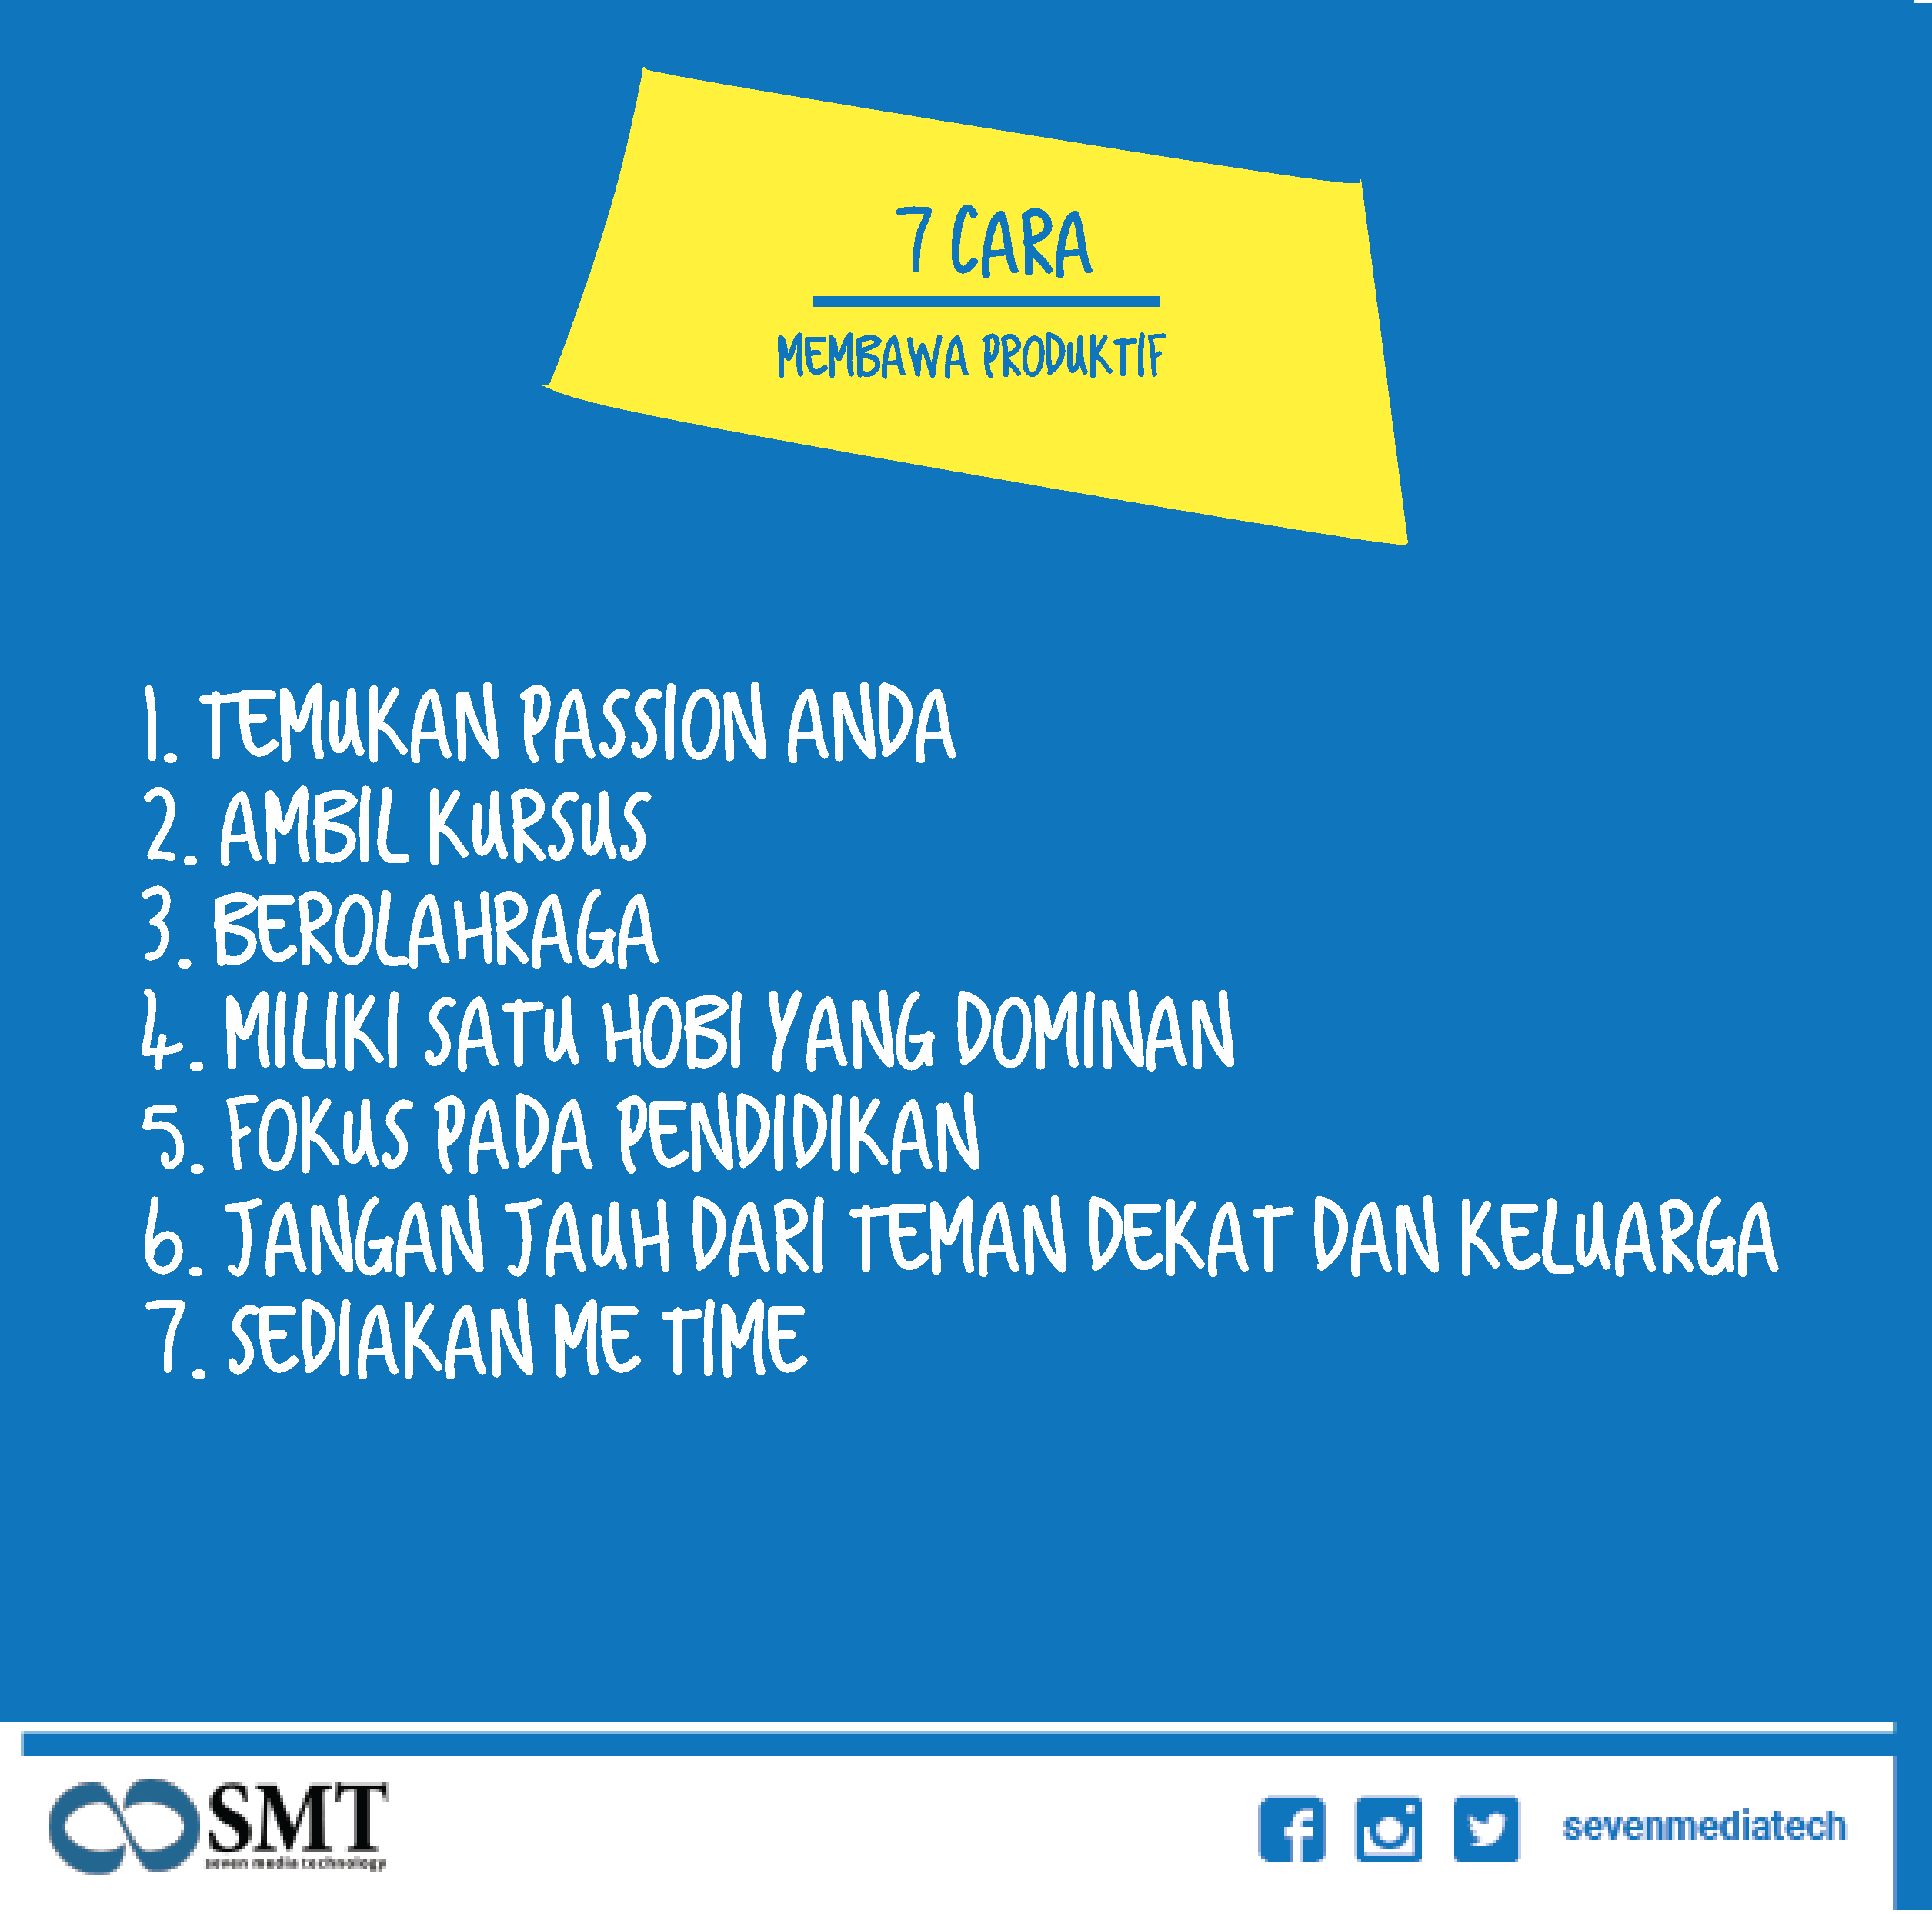 7 CARA
MEMBAWA PRODUKTIF
1. TEMUKAN PASSION ANDA
2. AMBIL KURSUS
3. BEROLAHRAGA
4. MILIKI SATU HOBI YANG DOMINAN
5. FOKUS PADA PENDIDIKAN
6. JANGAN JAUH DARI TEMAN DEKAT DAN KELUARGA
7. SEDIAKAN ME TIME
SMT
seven media technology
sevenmediatech